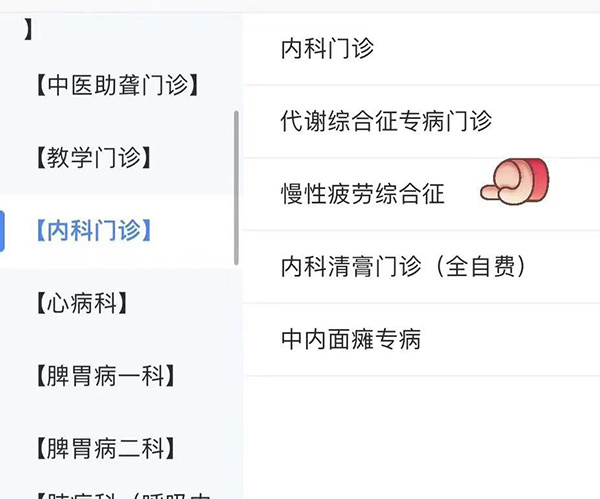 】
【中医助聋门诊】
【教学门诊】
【内科门诊】
【心病科】
【脾胃病一科】
【脾胃病二科】
内科门诊
代谢综合征专病门诊
慢性疲劳综合征
内科清膏门诊（全自费）
中内面瘫专病